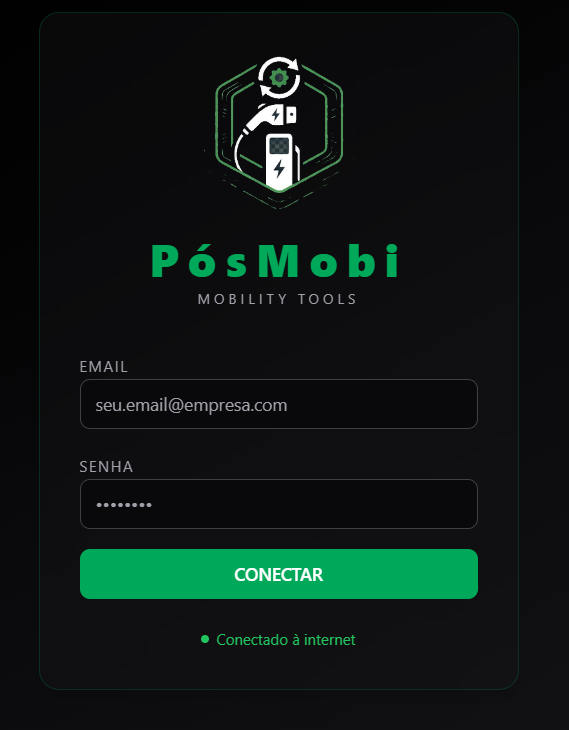 PósMobi
MOBILITY TOOLS
EMAIL
seu.email@empresa.com
SENHA
••••••••
CONECTAR
Conectado à internet